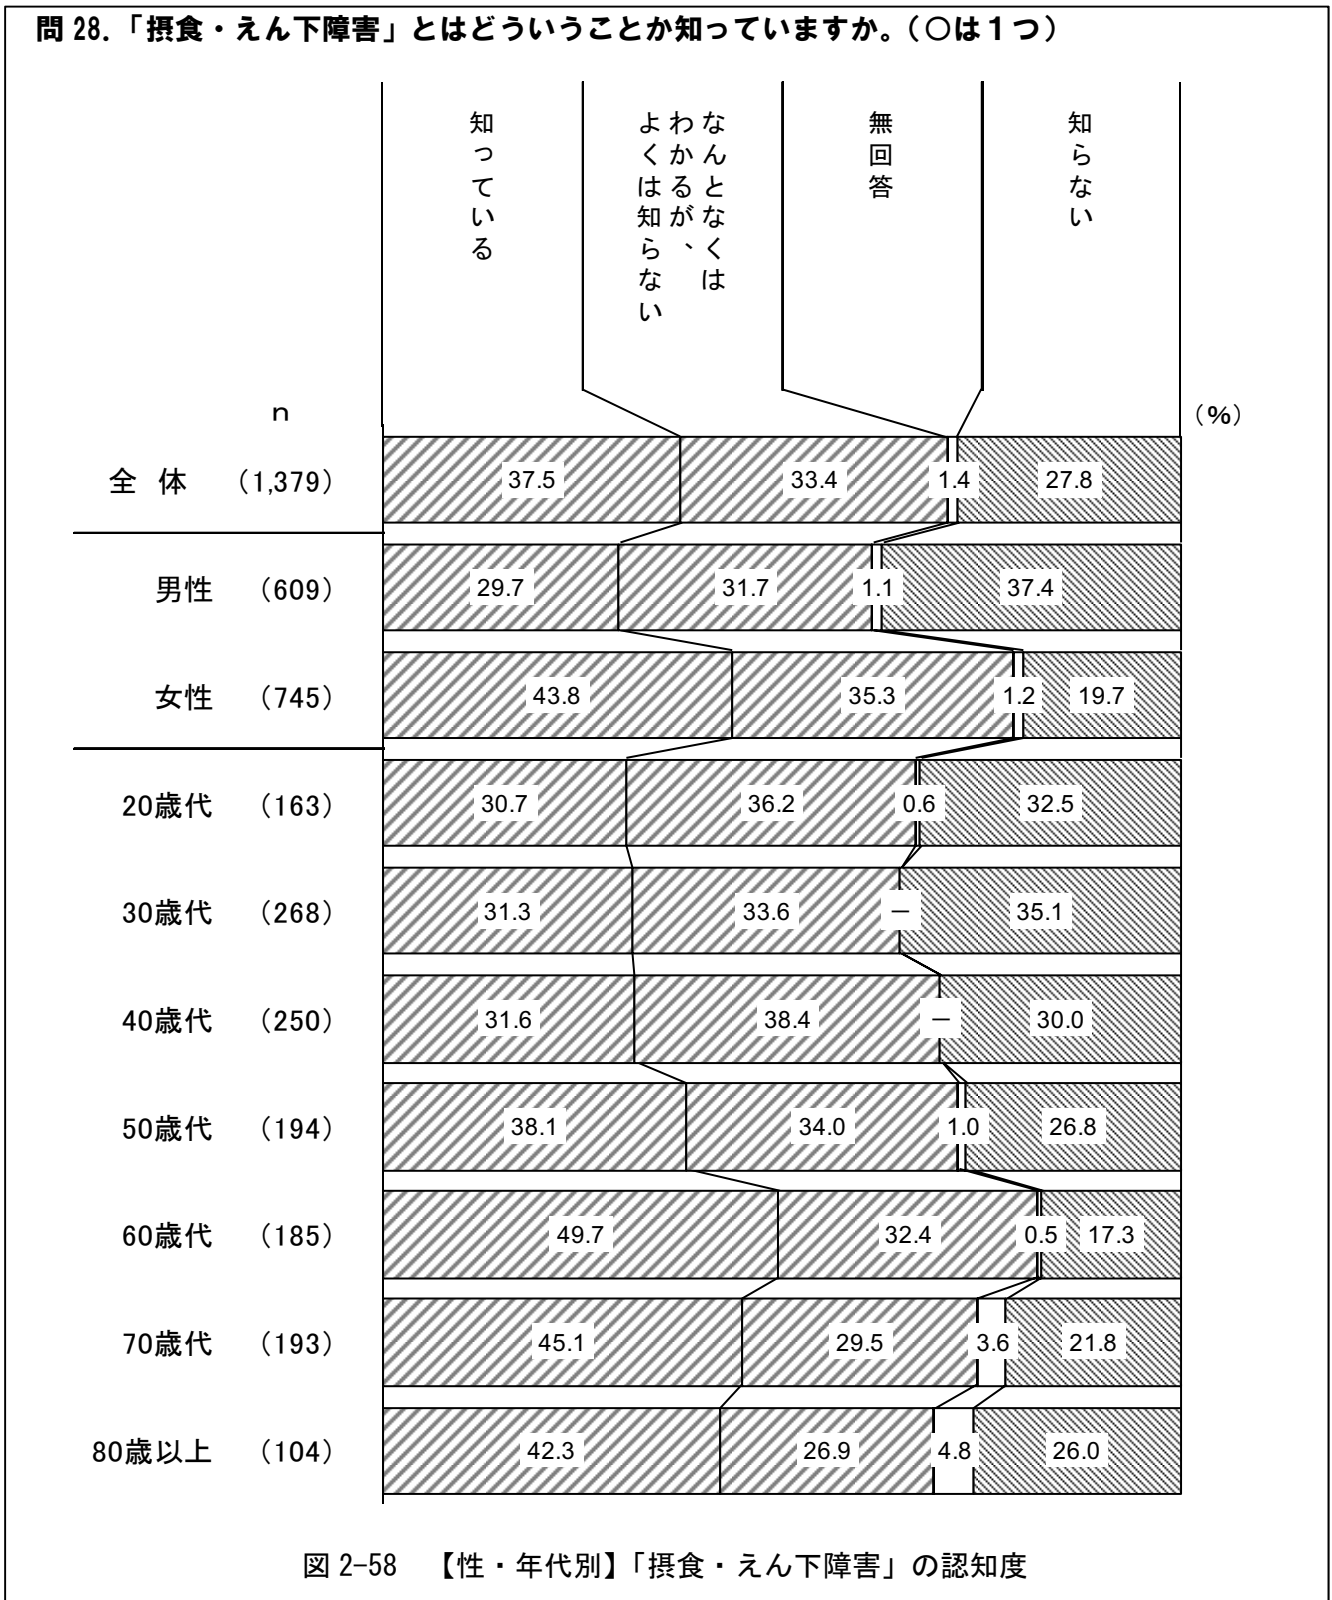 問 28. 「摂食・えん下障害」とはどういうことか知っていますか。（○は１つ）
知っている
なんとなくは
わかるが、
よくは知らない
無回答
知らない
n
（%）
全 体 （1,379） 37.5 33.4 1.4 27.8
男性 （609） 29.7 31.7 1.1 37.4
女性 （745） 43.8 35.3 1.2 19.7
20歳代 （163） 30.7 36.2 0.6 32.5
30歳代 （268） 31.3 33.6 － 35.1
40歳代 （250） 31.6 38.4 － 30.0
50歳代 （194） 38.1 34.0 1.0 26.8
60歳代 （185） 49.7 32.4 0.5 17.3
70歳代 （193） 45.1 29.5 3.6 21.8
80歳以上 （104） 42.3 26.9 4.8 26.0
図 2-58 【性・年代別】「摂食・えん下障害」の認知度